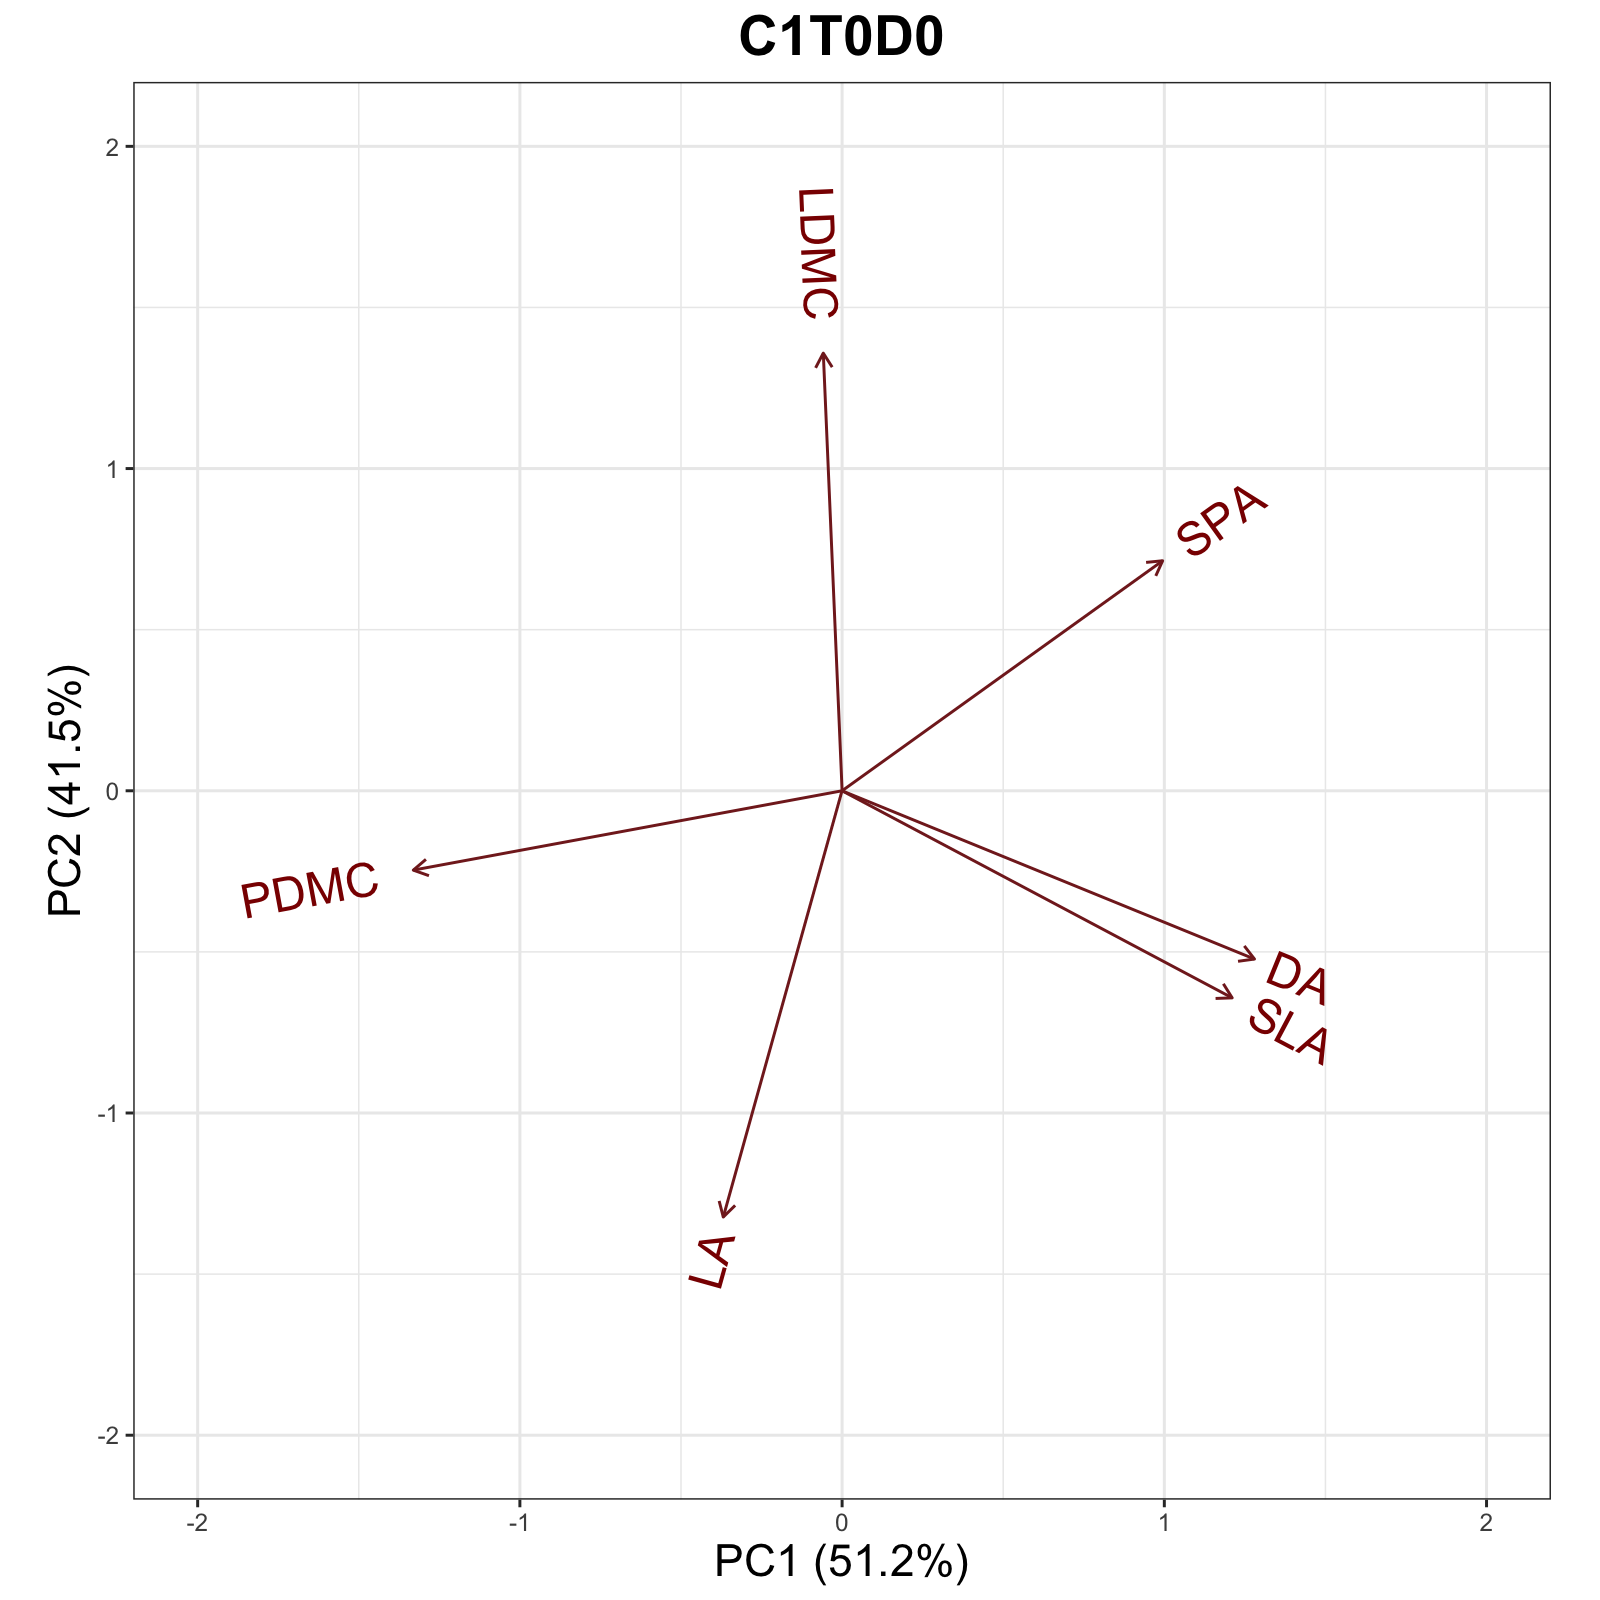 C1T0D0
2
1
0
-1
-2
PC2 (41.5%)
LDMC
SPA
PDMC
DA
SLA
LA
-2
-1
0
1
2
PC1 (51.2%)